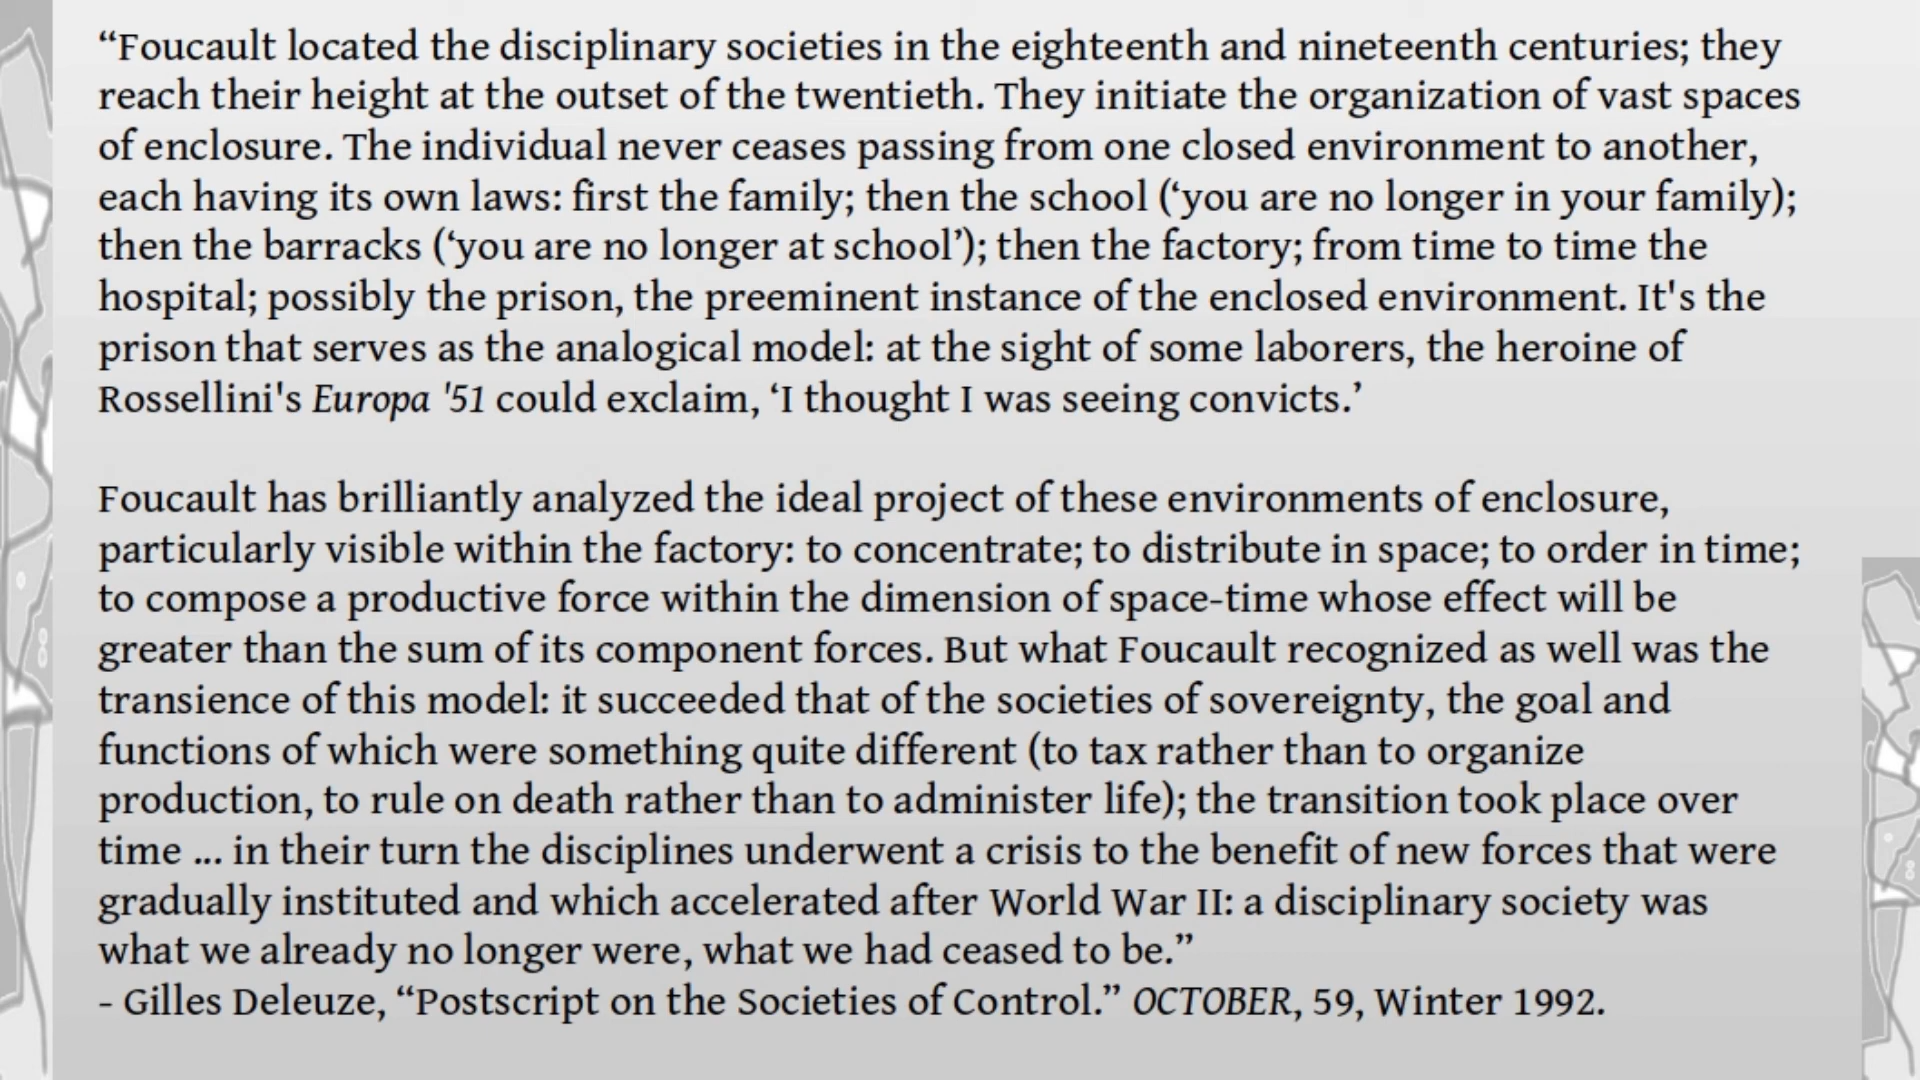 “Foucault located the disciplinary societies in the eighteenth and nineteenth centuries; they
reach their height at the outset of the twentieth. They initiate the organization of vast spaces
of enclosure. The individual never ceases passing from one closed environment to another,
each having its own laws: first the family; then the school (‘you are no longer in your family);
then the barracks (‘you are no longer at school’); then the factory; from time to time the
hospital; possibly the prison, the preeminent instance of the enclosed environment. It's the
prison that serves as the analogical model: at the sight of some laborers, the heroine of
Rossellini's Europa '51 could exclaim, ‘I thought I was seeing convicts.’

Foucault has brilliantly analyzed the ideal project of these environments of enclosure,
particularly visible within the factory: to concentrate; to distribute in space; to order in time;
to compose a productive force within the dimension of space-time whose effect will be
greater than the sum of its component forces. But what Foucault recognized as well was the
transience of this model: it succeeded that of the societies of sovereignty, the goal and
functions of which were something quite different (to tax rather than to organize
production, to rule on death rather than to administer life); the transition took place over
time ... in their turn the disciplines underwent a crisis to the benefit of new forces that were
gradually instituted and which accelerated after World War II: a disciplinary society was
what we already no longer were, what we had ceased to be.”
- Gilles Deleuze, “Postscript on the Societies of Control.” OCTOBER, 59, Winter 1992.